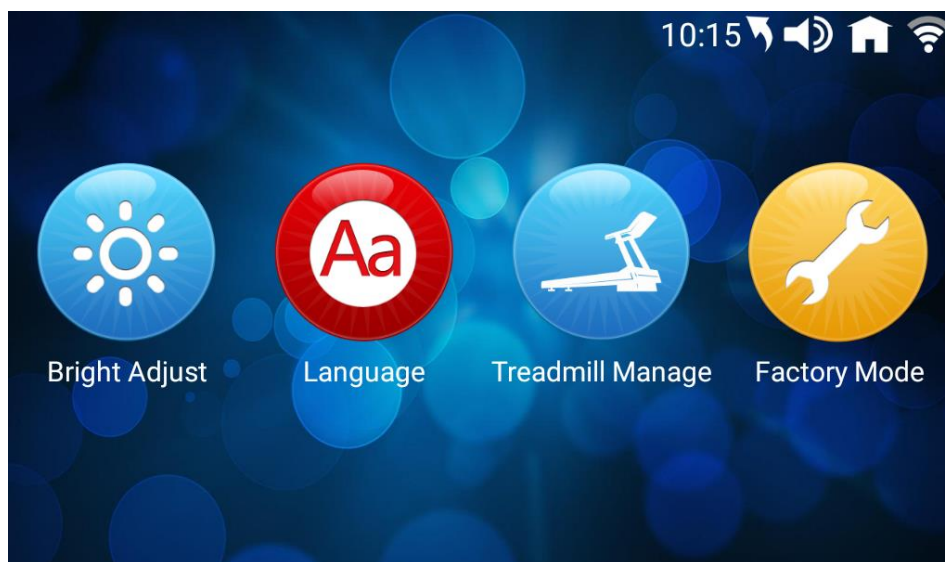 10:15
Aa
Bright Adjust
Language
Treadmill Manage
Factory Mode